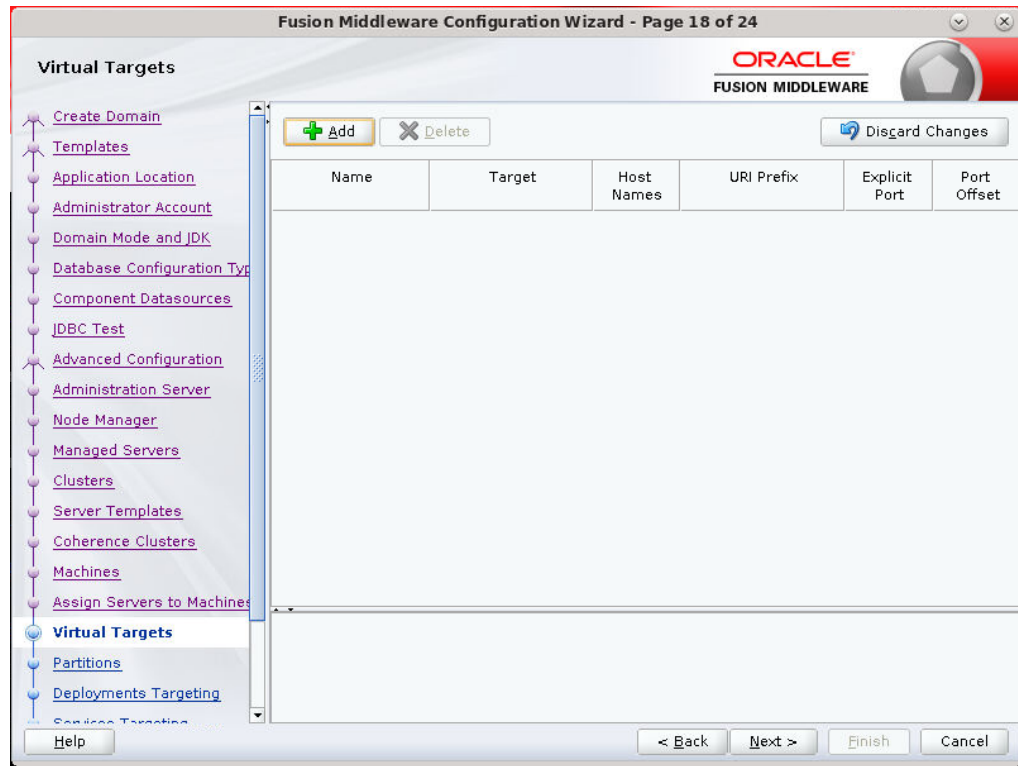 Fusion Middleware Configuration Wizard - Page 18 of 24
Virtual Targets
ORACLE
FUSION MIDDLEWARE
Create Domain
Templates
Application Location
Administrator Account
Domain Mode and JDK
Database Configuration Typ
Component Datasources
JDBC Test
Advanced Configuration
Administration Server
Node Manager
Managed Servers
Clusters
Server Templates
Coherence Clusters
Machines
Assign Servers to Machines
Virtual Targets
Partitions
Deployments Targeting
Services Targeting
Add Delete Discard Changes
Name Target Host Names URI Prefix Explicit Port Port Offset
Help < Back Next > Finish Cancel